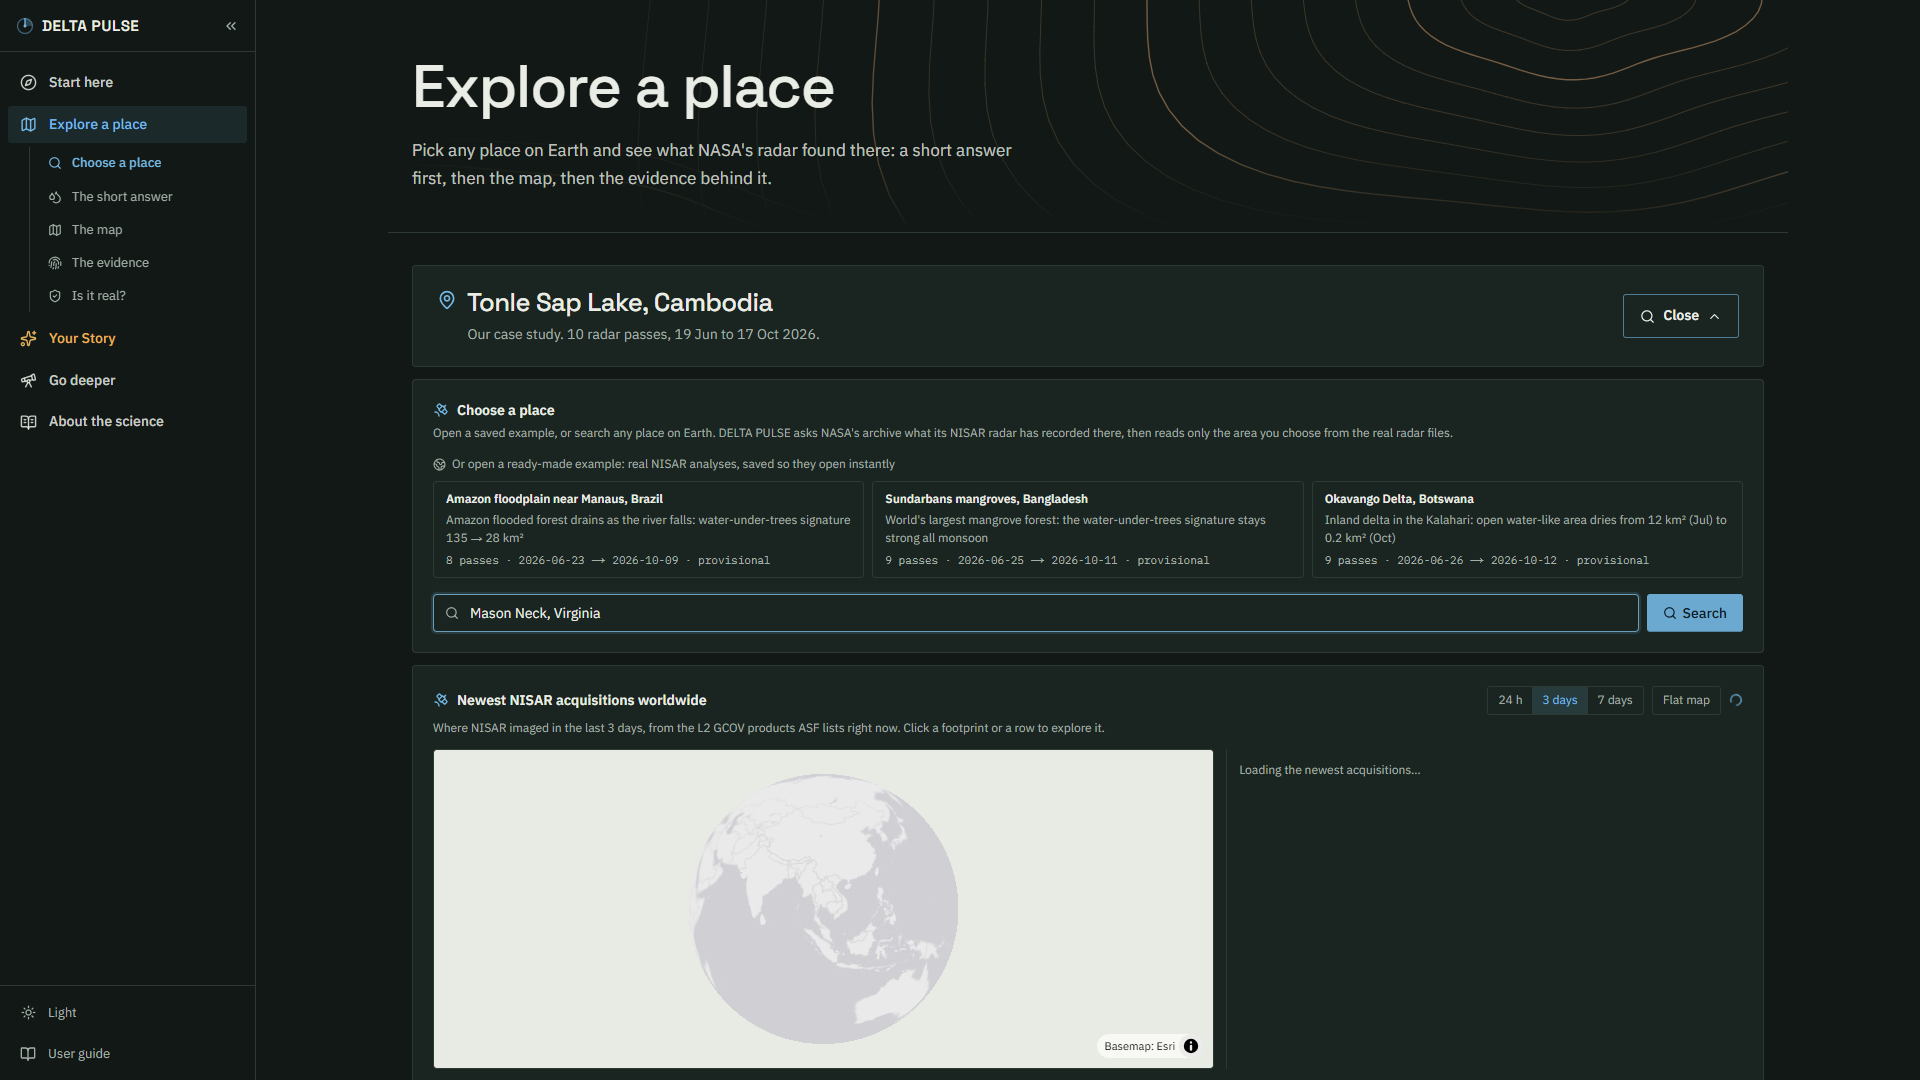 DELTA PULSE
Start here
Explore a place
Choose a place
The short answer
The map
The evidence
Is it real?
Your Story
Go deeper
About the science
Light
User guide
Explore a place
Pick any place on Earth and see what NASA's radar found there: a short answer
first, then the map, then the evidence behind it.
Tonle Sap Lake, Cambodia
Our case study. 10 radar passes, 19 Jun to 17 Oct 2026.
Close
Choose a place
Open a saved example, or search any place on Earth. DELTA PULSE asks NASA's archive what its NISAR radar has recorded there, then reads only the area you choose from the real radar files.
Or open a ready-made example: real NISAR analyses, saved so they open instantly
Amazon floodplain near Manaus, Brazil
Amazon flooded forest drains as the river falls: water-under-trees signature
135 → 28 km²
8 passes · 2026-06-23 → 2026-10-09 · provisional
Sundarbans mangroves, Bangladesh
World's largest mangrove forest: the water-under-trees signature stays
strong all monsoon
9 passes · 2026-06-25 → 2026-10-11 · provisional
Okavango Delta, Botswana
Inland delta in the Kalahari: open water-like area dries from 12 km² (Jul) to
0.2 km² (Oct)
9 passes · 2026-06-26 → 2026-10-12 · provisional
Mason Neck, Virginia
Search
Newest NISAR acquisitions worldwide
24 h
3 days
7 days
Flat map
Where NISAR imaged in the last 3 days, from the L2 GCOV products ASF lists right now. Click a footprint or a row to explore it.
Loading the newest acquisitions...
Basemap: Esri